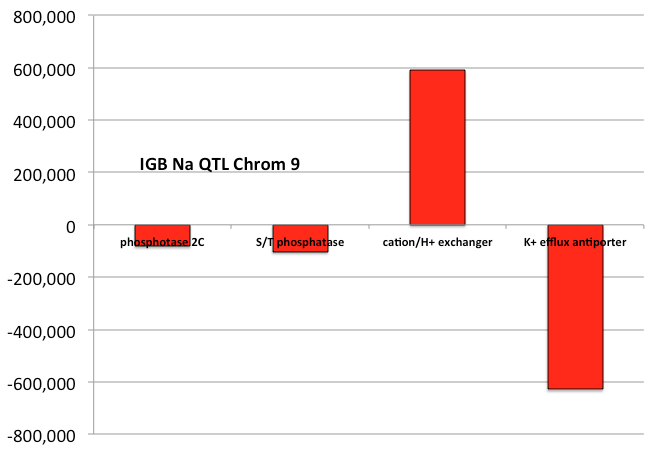 800,000
600,000
400,000
IGB Na QTL Chrom 9
200,000
0
phosphotase 2C
S/T phosphatase
cation/H+ exchanger
K+ efflux antiporter
-200,000
-400,000
-600,000
-800,000